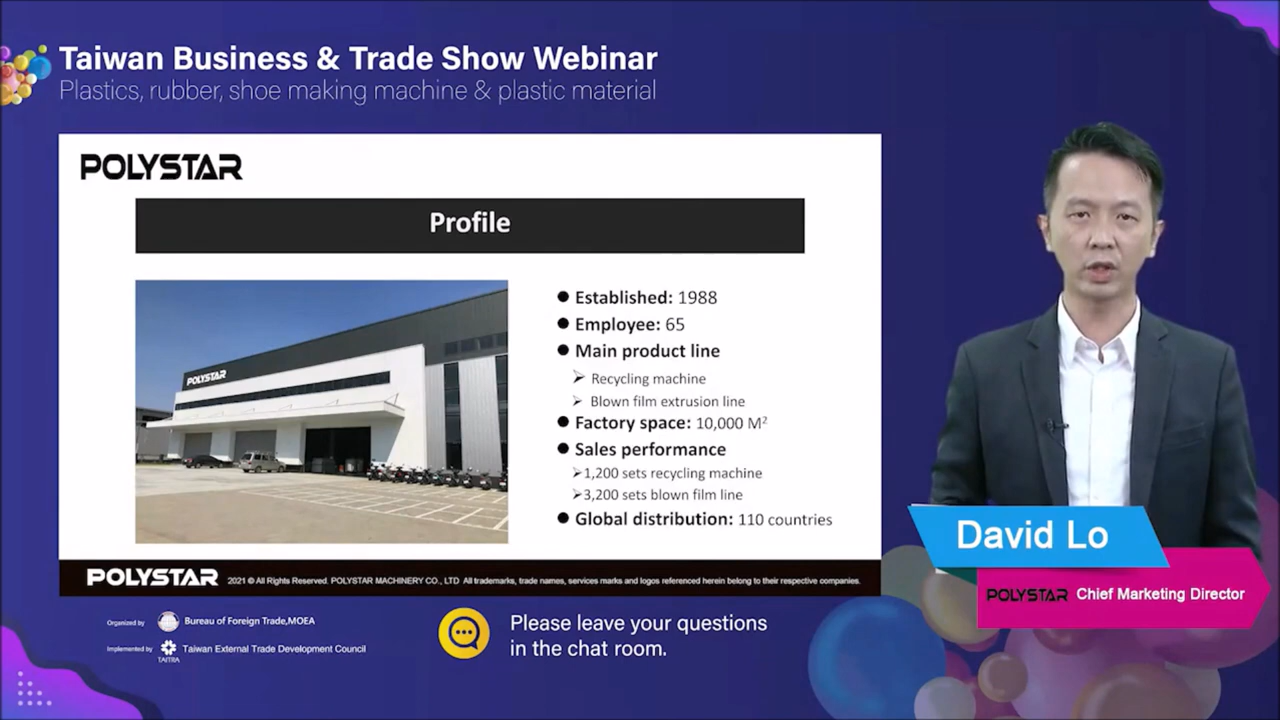 Taiwan Business & Trade Show Webinar
Plastics, rubber, shoe making machine & plastic material
POLYSTAR
Profile
POLYSTAR
Established: 1988
Employee: 65
Main product line
Recycling machine
Blown film extrusion line
Factory space: 10,000 M²
Sales performance
1,200 sets recycling machine
3,200 sets blown film line
Global distribution: 110 countries
POLYSTAR 2021 © All Rights Reserved. POLYSTAR MACHINERY CO., LTD All trademarks, trade names, services marks and logos referenced herein belong to their respective companies.
David Lo
POLYSTAR Chief Marketing Director
Organized by Bureau of Foreign Trade,MOEA
Implemented by TAITRA Taiwan External Trade Development Council
Please leave your questions
in the chat room.